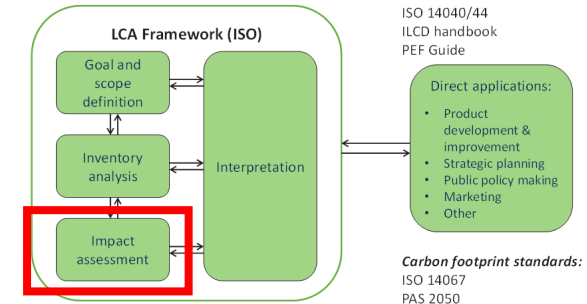 LCA Framework (ISO)
Goal and
scope
definition
Inventory
analysis
Impact
assessment
Interpretation
ISO 14040/44
ILCD handbook
PEF Guide
Direct applications:
• Product
development &
improvement
• Strategic planning
• Public policy making
• Marketing
• Other
Carbon footprint standards:
ISO 14067
PAS 2050